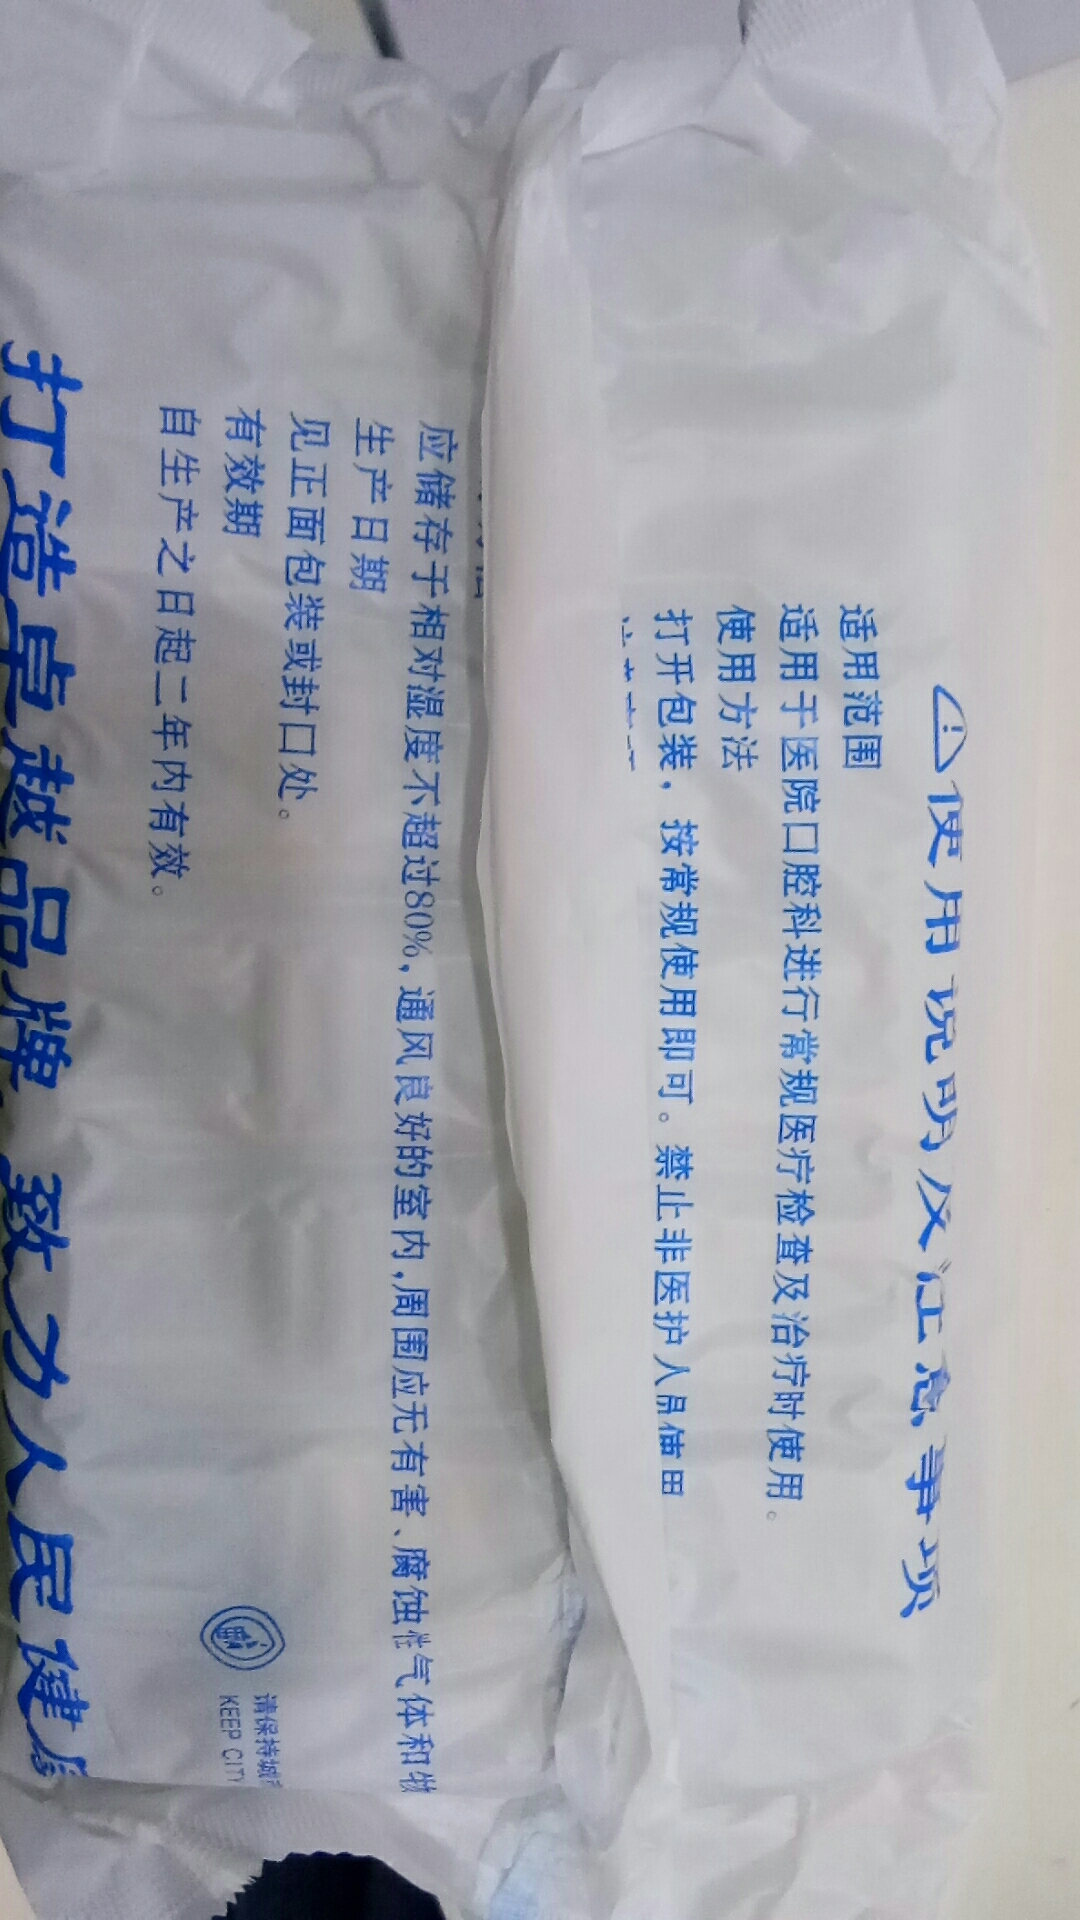 使用说明及注意事项
适用范围
适用于医院口腔科进行常规医疗检查及治疗时使用。
使用方法
打开包装，按常规使用即可。禁止非医护人员使用
应储存于相对湿度不超过80%，通风良好的室内，周围应无有害、腐蚀性气体和物
生产日期
见正面包装或封口处。
有效期
自生产之日起二年内有效。
请保持城
KEEP CITY
打造卓越品牌，致力人民健康